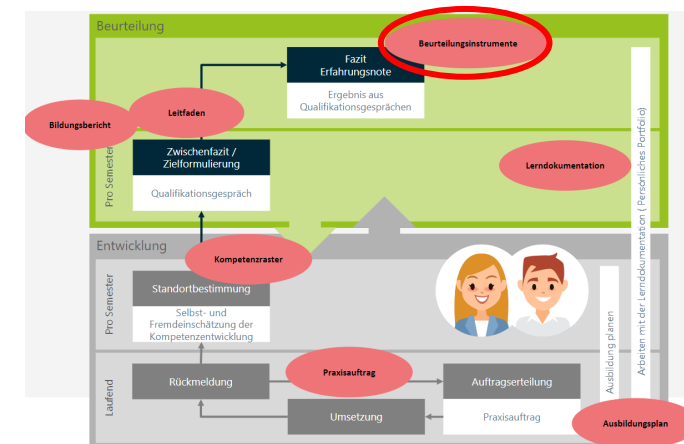 Beurteilung
Beurteilungsinstrumente
Fazit
Erfahrungsnote
Ergebnis aus
Qualifikationsgesprächen
Leitfaden
Bildungsbericht
Pro Semester
Zwischenfazit /
Zielformulierung
Qualifikationsgespräch
Lerndokumentation
Arbeiten mit der Lerndokumentation ( Persönliches Portfolio)
Entwicklung
Kompetenzraster
Pro Semester
Standortbestimmung
Selbst- und
Fremdeinschätzung der
Kompetenzentwicklung
Ausbildung planen
Laufend
Rückmeldung
Praxisauftrag
Auftragserteilung
Umsetzung
Praxisauftrag
Ausbildungsplan